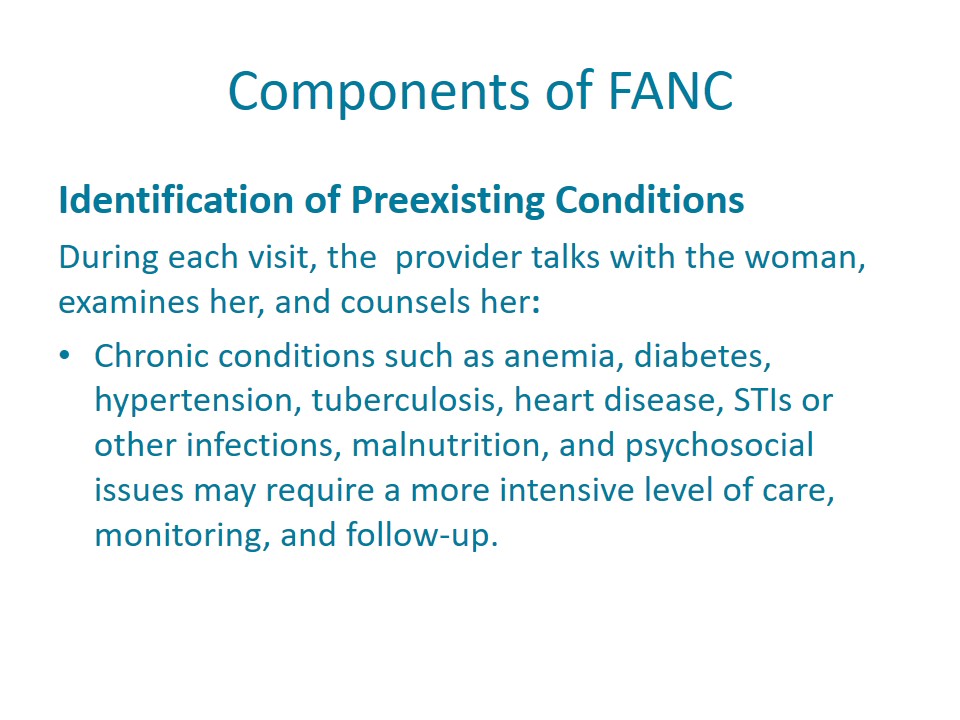 Components of FANC
Identification of Preexisting Conditions
During each visit, the  provider talks with the woman,
examines her, and counsels her:
• Chronic conditions such as anemia, diabetes,
hypertension, tuberculosis, heart disease, STIs or
other infections, malnutrition, and psychosocial
issues may require a more intensive level of care,
monitoring, and follow-up.